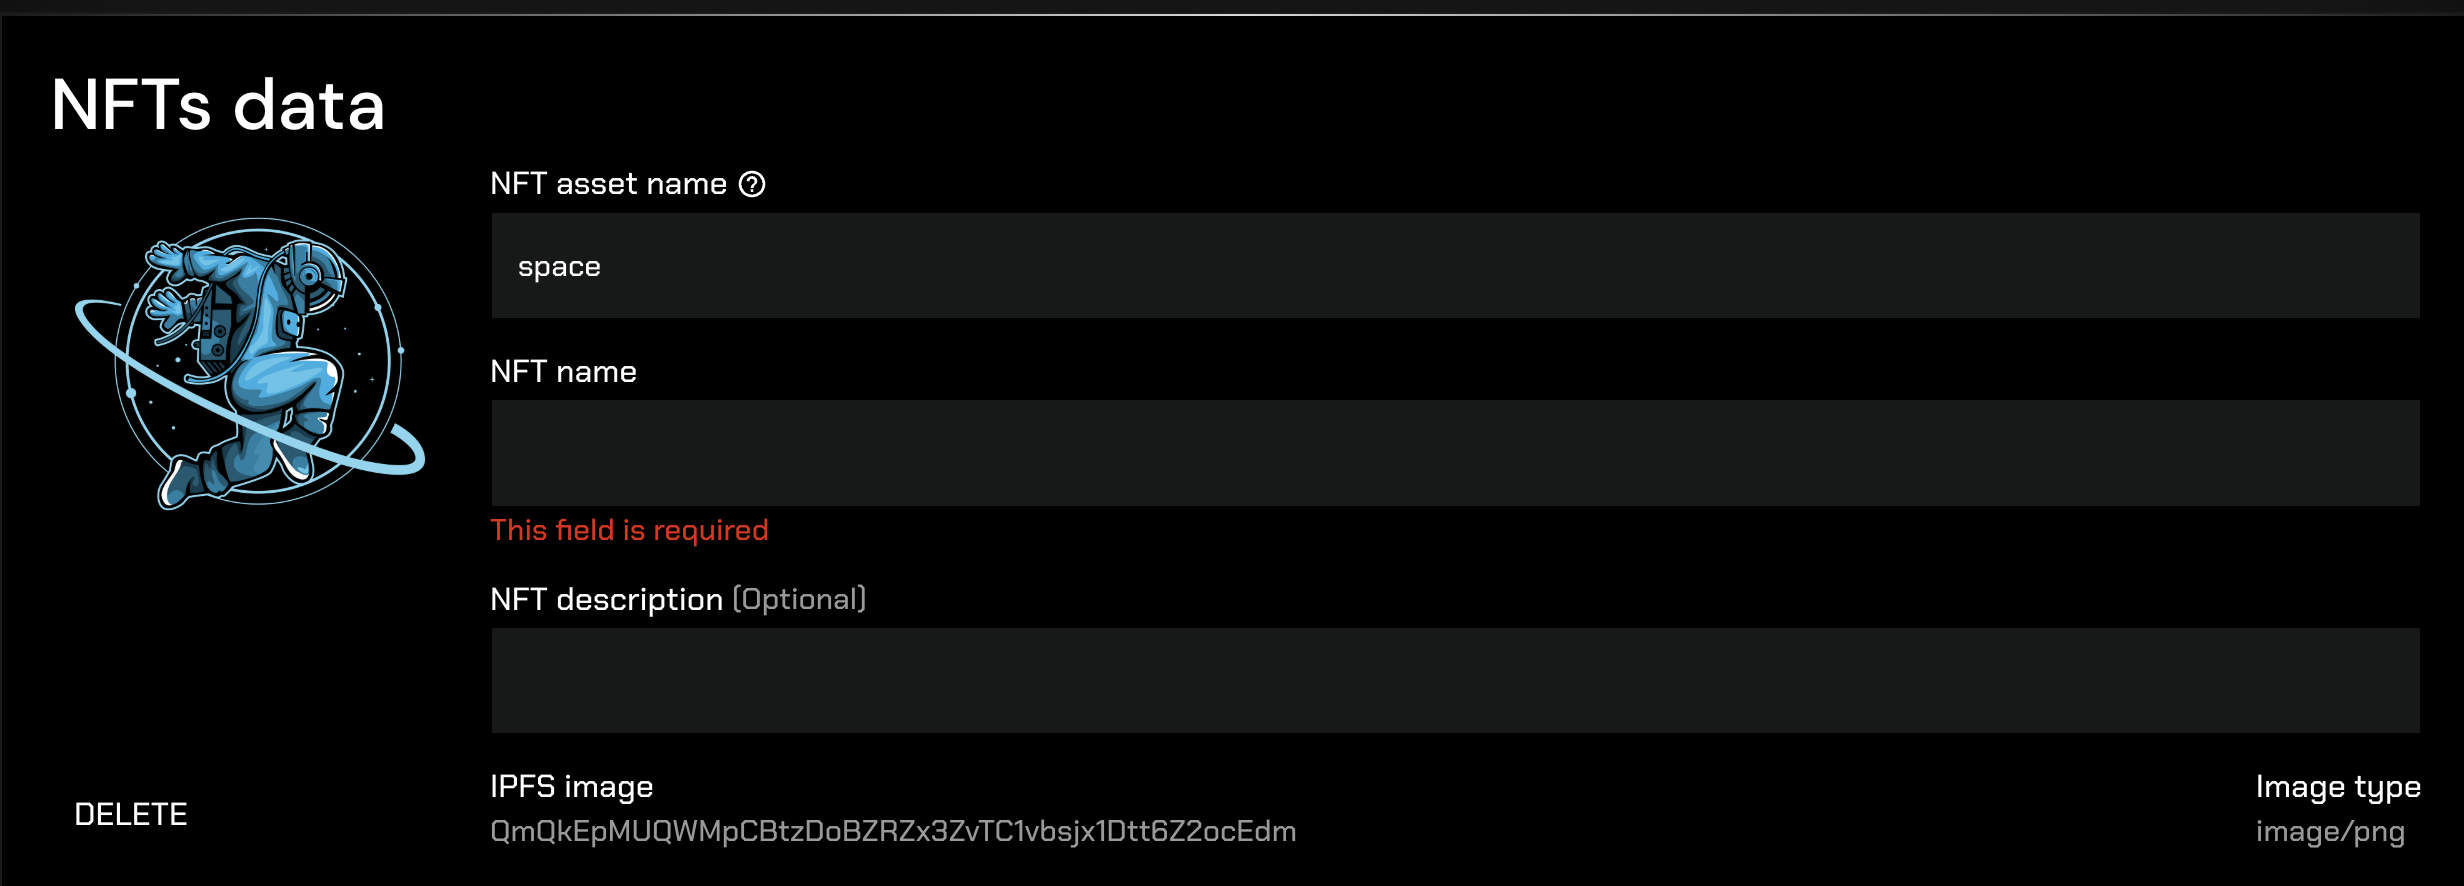 NFTs data
NFT asset name
space
NFT name
This field is required
NFT description (Optional)
IPFS image
QmQkEpMUQWMpCBtzDoBZRZx3ZvTC1vbsjx1Dtt6Z2ocEdm
Image type
image/png
DELETE